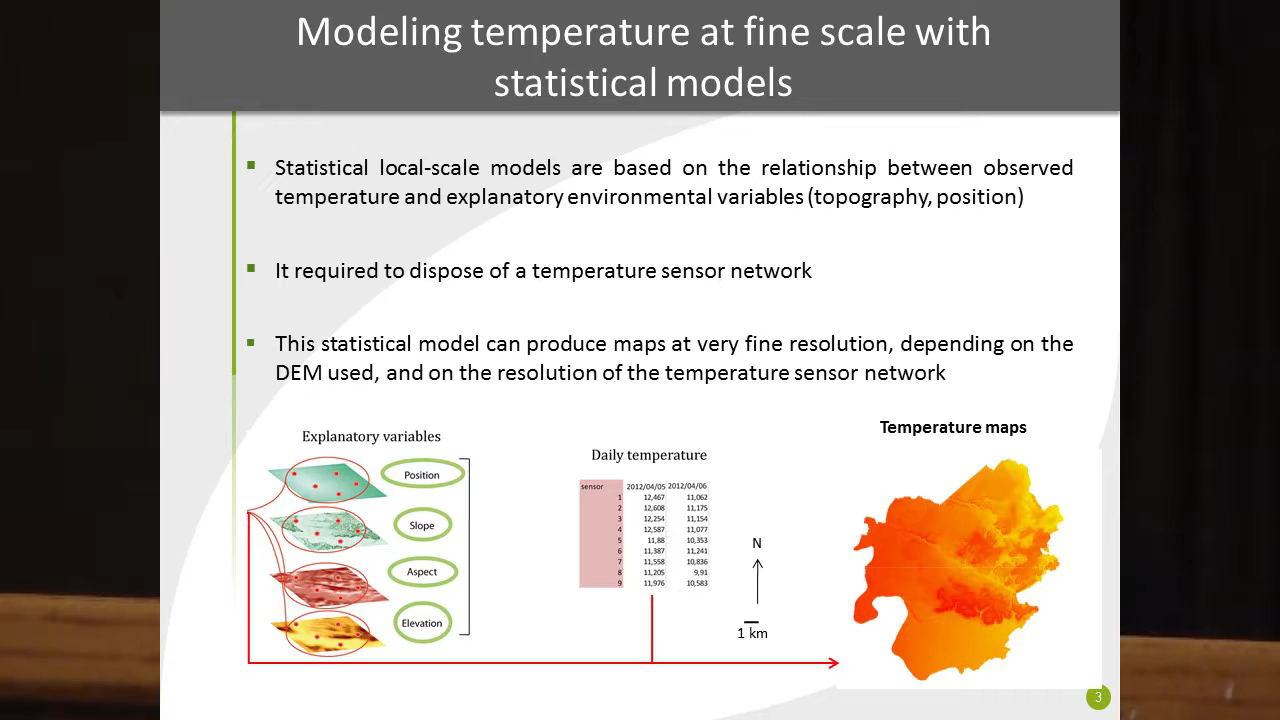 Modeling temperature at fine scale with
statistical models
Statistical local-scale models are based on the relationship between observed
temperature and explanatory environmental variables (topography, position)
It required to dispose of a temperature sensor network
This statistical model can produce maps at very fine resolution, depending on the
DEM used, and on the resolution of the temperature sensor network
Explanatory variables
Position
Slope
Aspect
Elevation
Daily temperature
sensor 2012/04/05 2012/04/06
1 12,467 11,062
2 12,608 11,175
3 12,254 11,154
4 12,587 11,077
5 11,88 10,353
6 11,387 11,241
7 11,558 10,836
8 11,205 9,91
9 11,976 10,583
N
1 km
Temperature maps
3